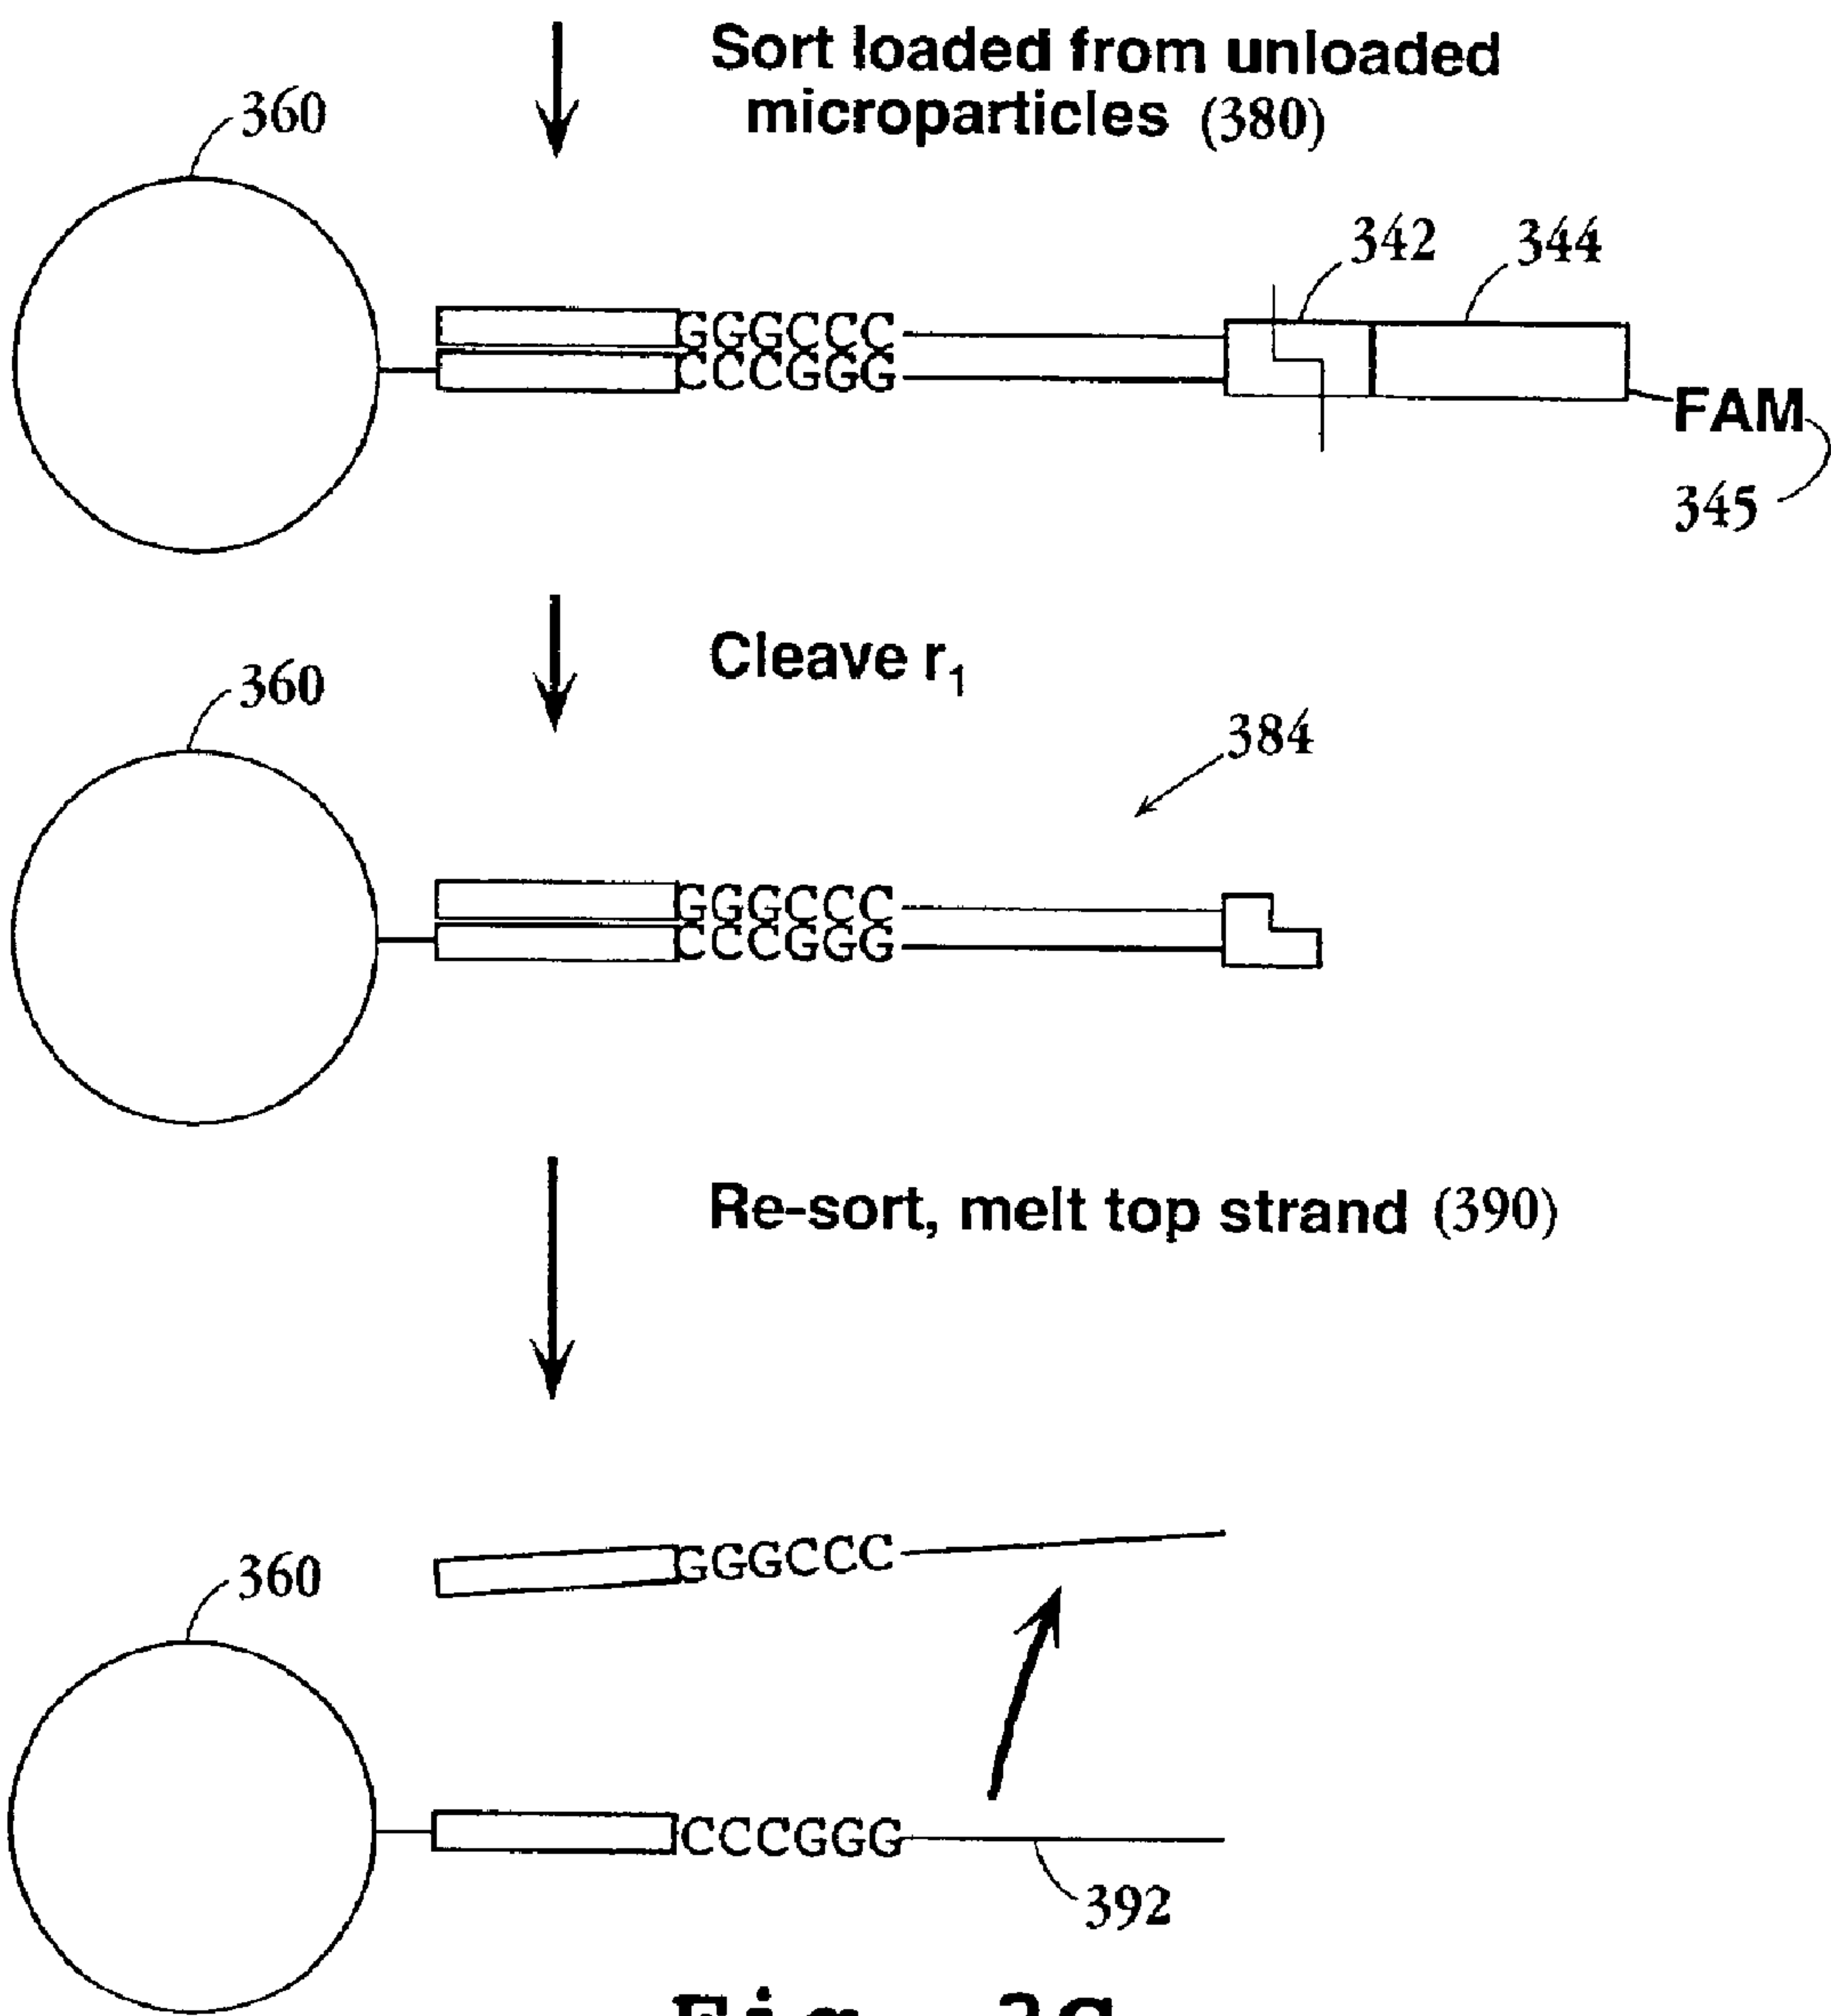 Sort loaded from unloaded
microparticles (380)
360
342
344
GGGCCC
CCCGGG
FAM
345
Cleave r₁
360
384
GGGCCC
CCCGGG
Re-sort, melt top strand (390)
GGGCCC
360
CCCGGG
392